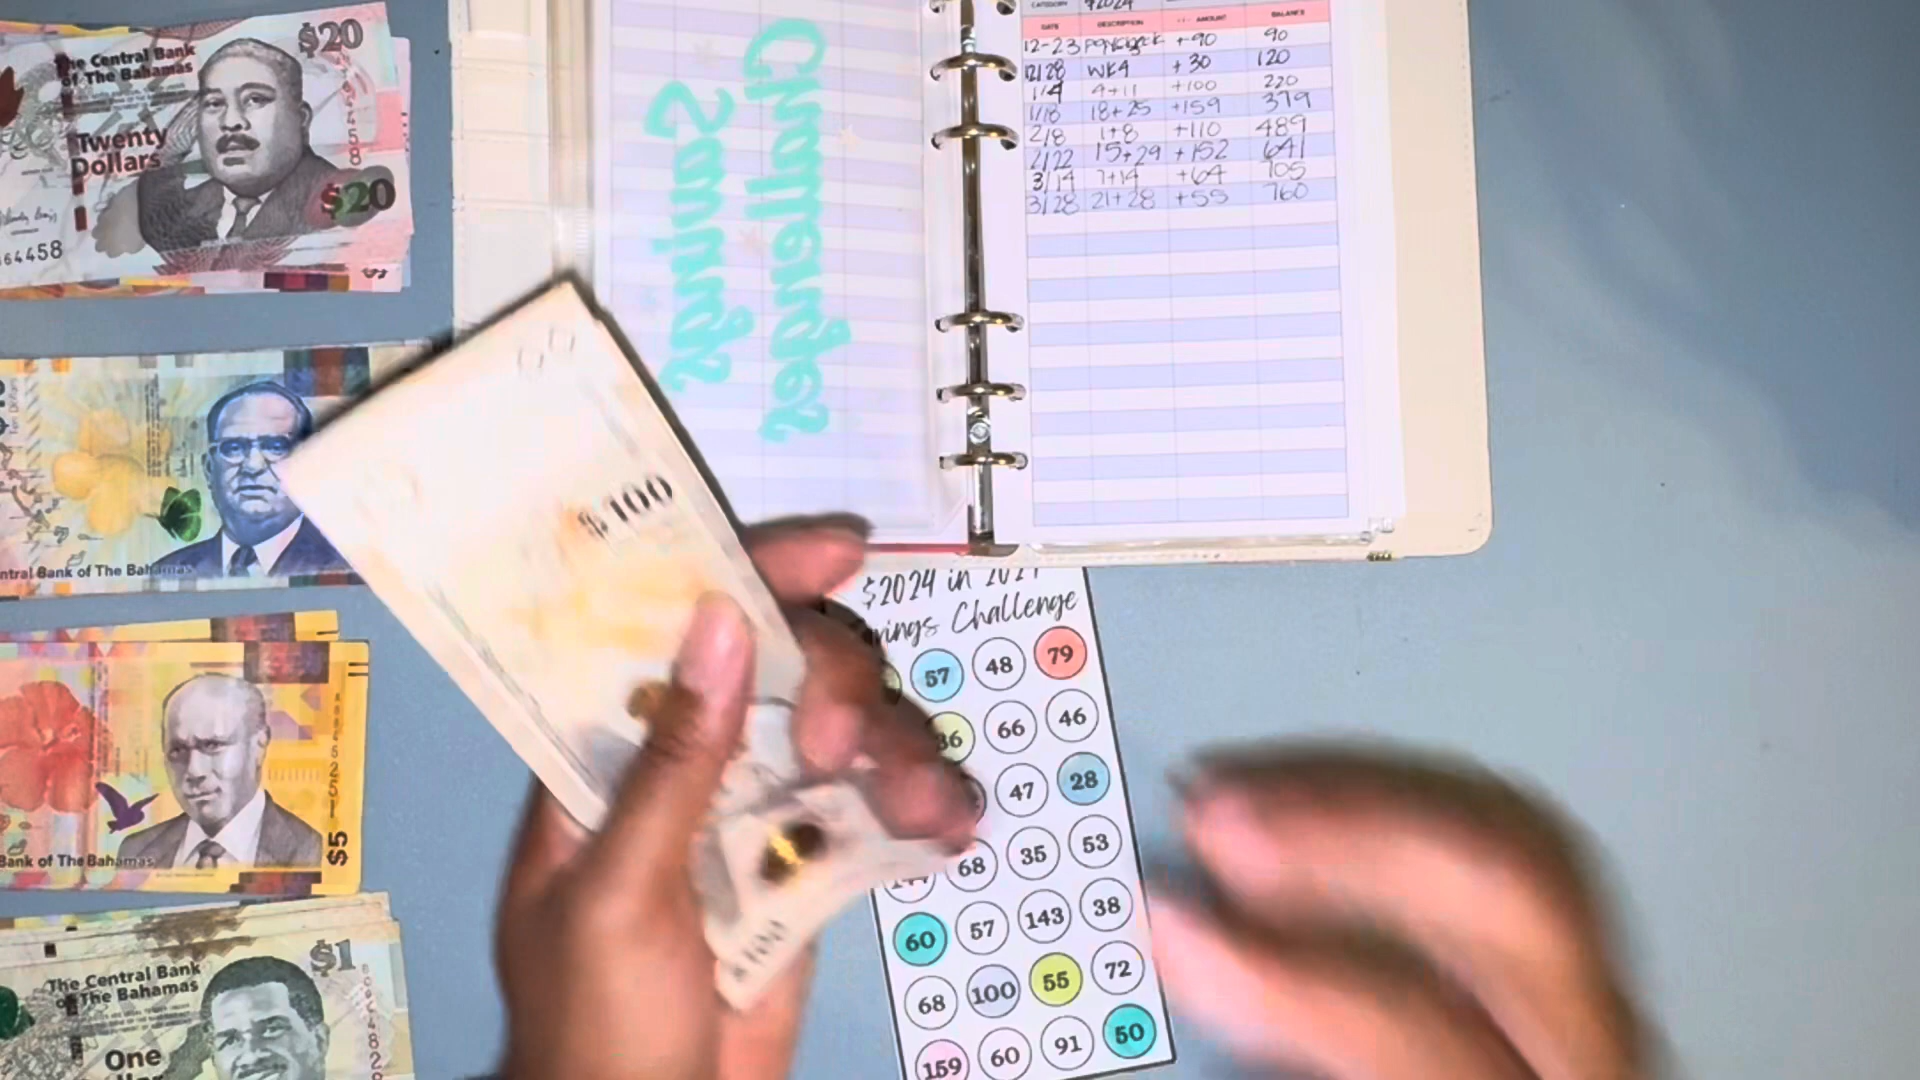 The Central Bank
of The Bahamas
$20
Twenty
Dollars
$20
64458
Central Bank of The Bahamas
Bank of The Bahamas
$5
The Central Bank
of The Bahamas
$1
One
Savings
Challenges
$100
$100
CATEGORY $2024
DATE DESCRIPTION +/- AMOUNT BALANCE
12-23 paycheck +90 90
12/28 WK4 +30 120
1/4 4+11 +100 220
1/18 18+25 +159 379
2/8 1+8 +110 489
2/22 15+29 +152 641
3/14 7+14 +64 705
3/28 21+28 +55 760
$2024 in
Savings Challenge
57 48 79
66 46
47 28
68 35 53
60 57 143 38
68 100 55 72
159 60 91 50